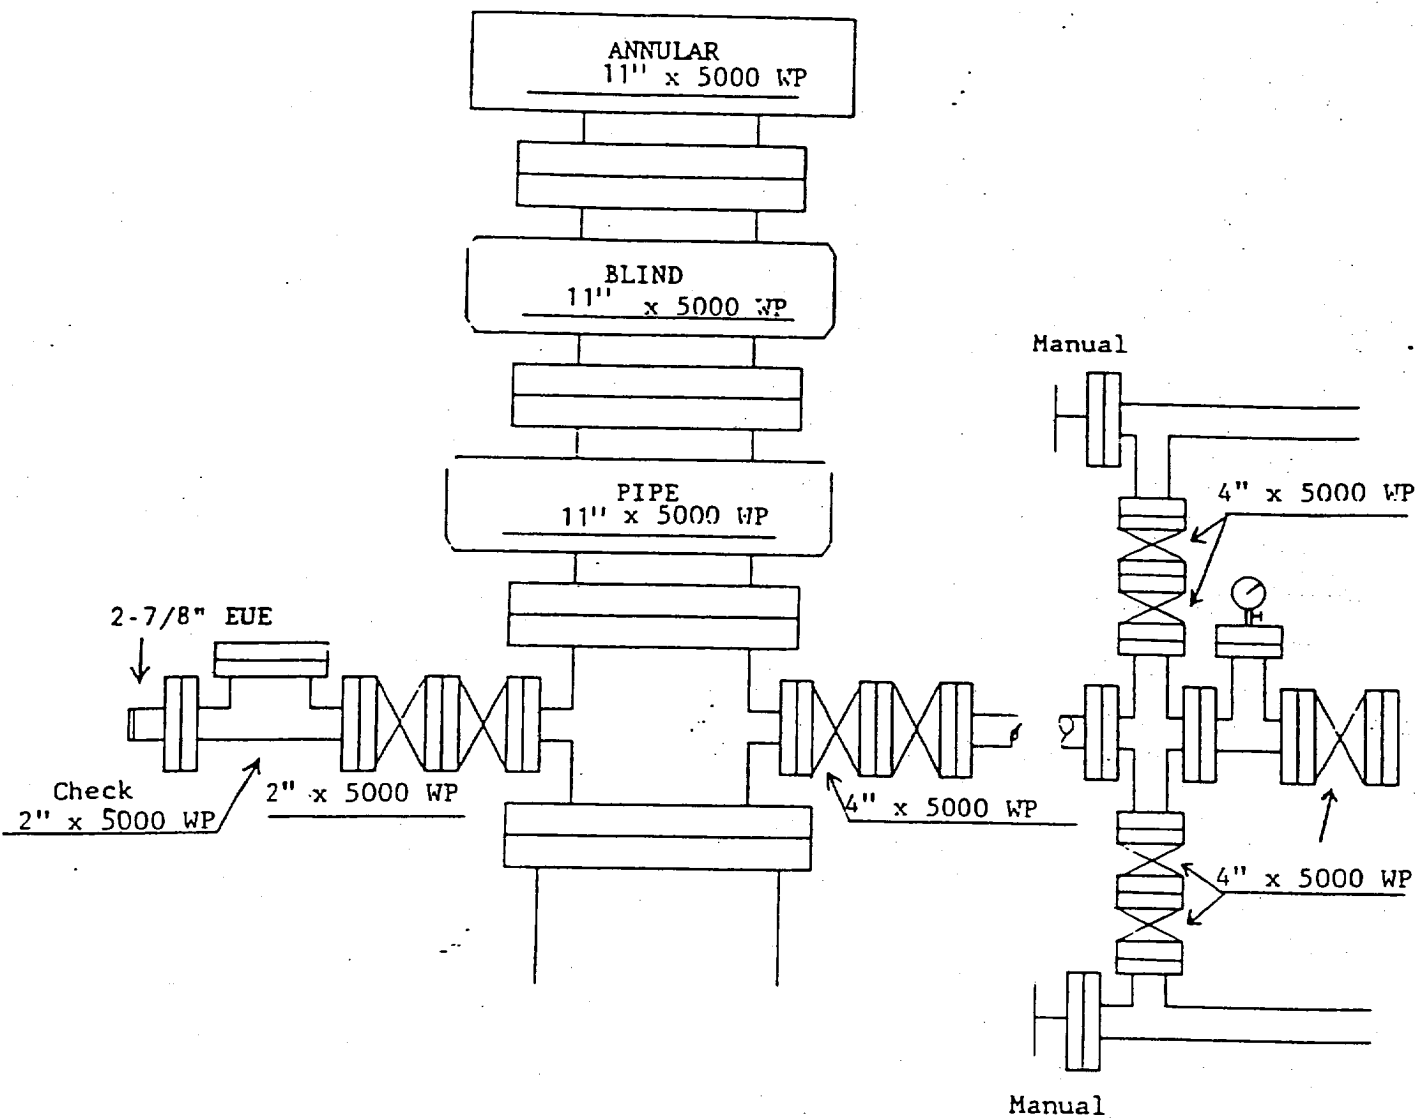 ANNULAR
11" x 5000 WP
BLIND
11" x 5000 WP
Manual
PIPE
11" x 5000 WP
4" x 5000 WP
2-7/8" EUE
Check
2" x 5000 WP
2" x 5000 WP
4" x 5000 WP
4" x 5000 WP
Manual